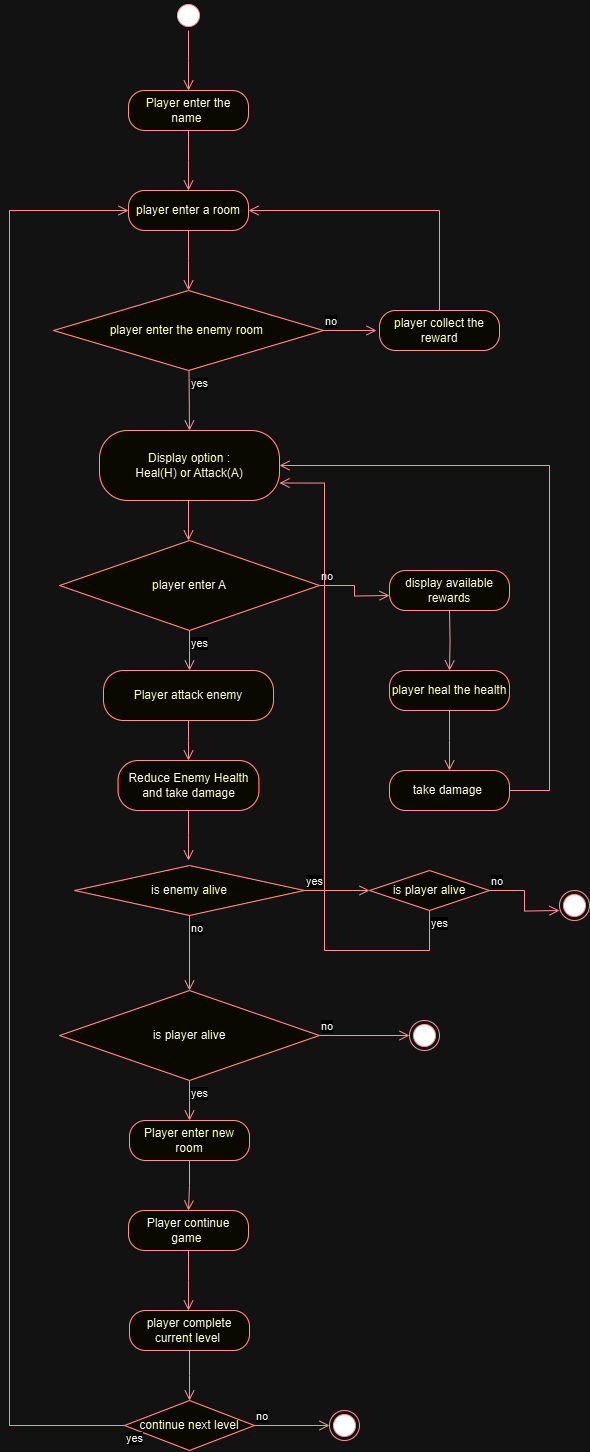 Player enter the
name
player enter a room
player enter the enemy room
no
player collect the
reward
yes
Display option :
Heal(H) or Attack(A)
player enter A
no
display available
rewards
yes
Player attack enemy
player heal the health
Reduce Enemy Health
and take damage
take damage
is enemy alive
yes
is player alive
no
yes
no
is player alive
no
yes
Player enter new
room
Player continue
game
player complete
current level
continue next level
no
yes